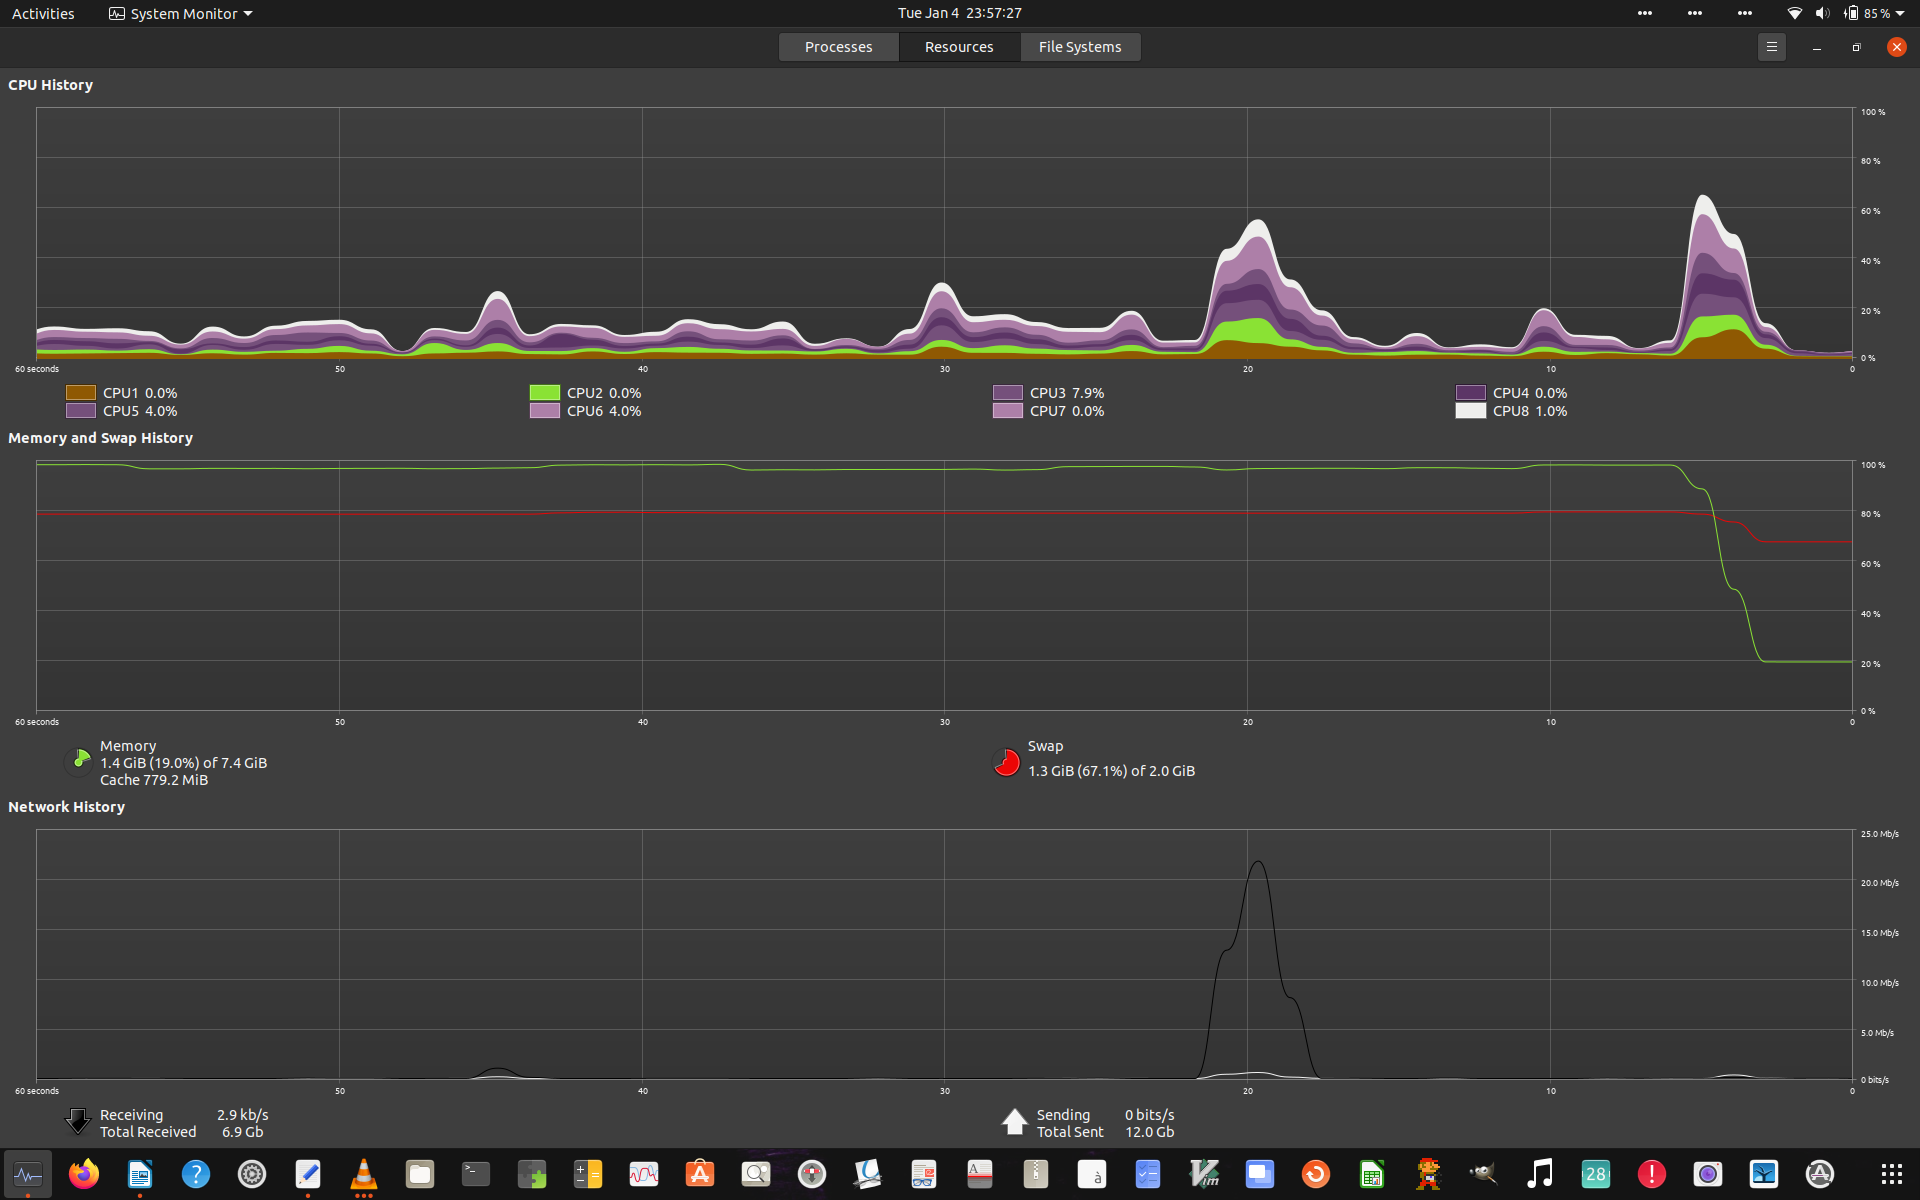 Activities System Monitor Tue Jan 4 23:57:27 85 %
Processes Resources File Systems
CPU History
100 %
80 %
60 %
40 %
20 %
0 %
60 seconds 50 40 30 20 10 0
CPU1 0.0% CPU2 0.0% CPU3 7.9% CPU4 0.0%
CPU5 4.0% CPU6 4.0% CPU7 0.0% CPU8 1.0%
Memory and Swap History
100 %
80 %
60 %
40 %
20 %
0 %
60 seconds 50 40 30 20 10 0
Memory
1.4 GiB (19.0%) of 7.4 GiB
Cache 779.2 MiB
Swap
1.3 GiB (67.1%) of 2.0 GiB
Network History
25.0 Mb/s
20.0 Mb/s
15.0 Mb/s
10.0 Mb/s
5.0 Mb/s
0 bits/s
60 seconds 50 40 30 20 10 0
Receiving 2.9 kb/s
Total Received 6.9 Gb
Sending 0 bits/s
Total Sent 12.0 Gb
? >_ A à Vim 28 !